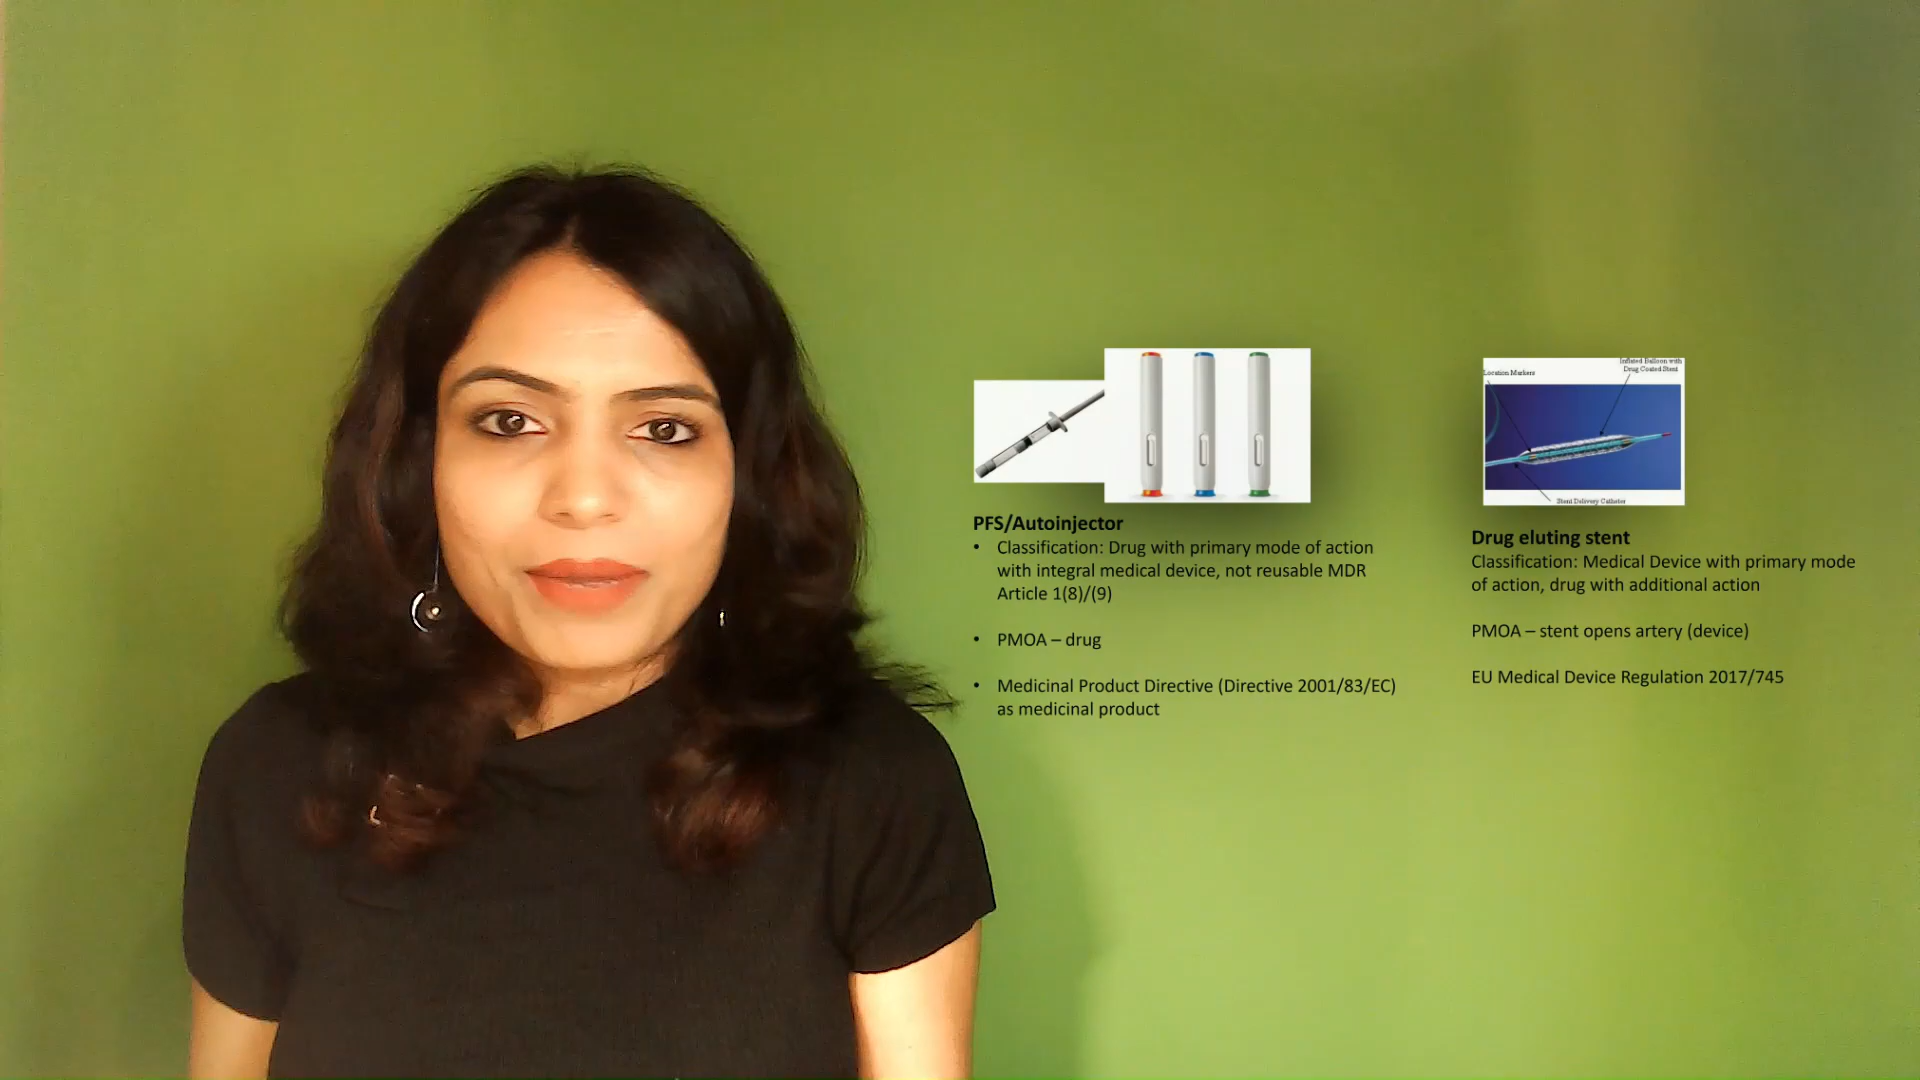 PFS/Autoinjector
• Classification: Drug with primary mode of action
with integral medical device, not reusable MDR
Article 1(8)/(9)
• PMOA – drug
• Medicinal Product Directive (Directive 2001/83/EC)
as medicinal product
Inflated Balloon with
Drug Coated Stent
Location Markers
Stent Delivery Catheter
Drug eluting stent
Classification: Medical Device with primary mode
of action, drug with additional action
PMOA – stent opens artery (device)
EU Medical Device Regulation 2017/745